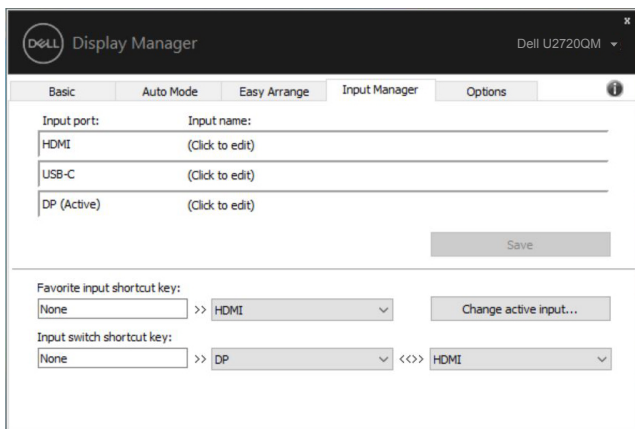 x
DELL Display Manager Dell U2720QM
Basic Auto Mode Easy Arrange Input Manager Options i
Input port: Input name:
HDMI (Click to edit)
USB-C (Click to edit)
DP (Active) (Click to edit)
Save
Favorite input shortcut key:
None >> HDMI Change active input...
Input switch shortcut key:
None >> DP <<>> HDMI